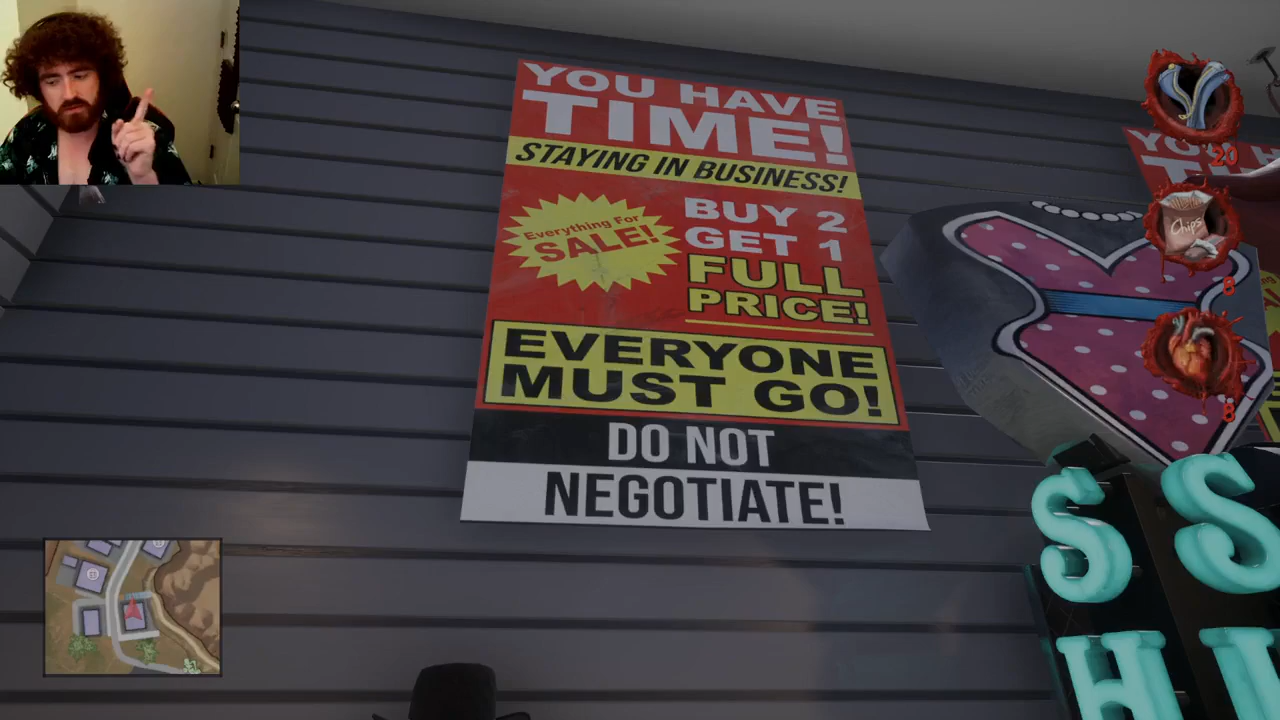 YOU HAVE
TIME!
STAYING IN BUSINESS!
Everything For
SALE!
BUY 2
GET 1
FULL
PRICE!
EVERYONE
MUST GO!
DO NOT
NEGOTIATE!
20
Chips
6
8
S S
H